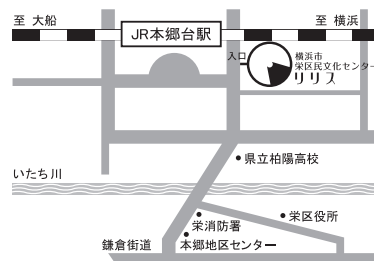 至 大船
JR本郷台駅
至 横浜
入口
横浜市
栄区民文化センター
リリス
県立柏陽高校
いたち川
栄区役所
栄消防署
本郷地区センター
鎌倉街道